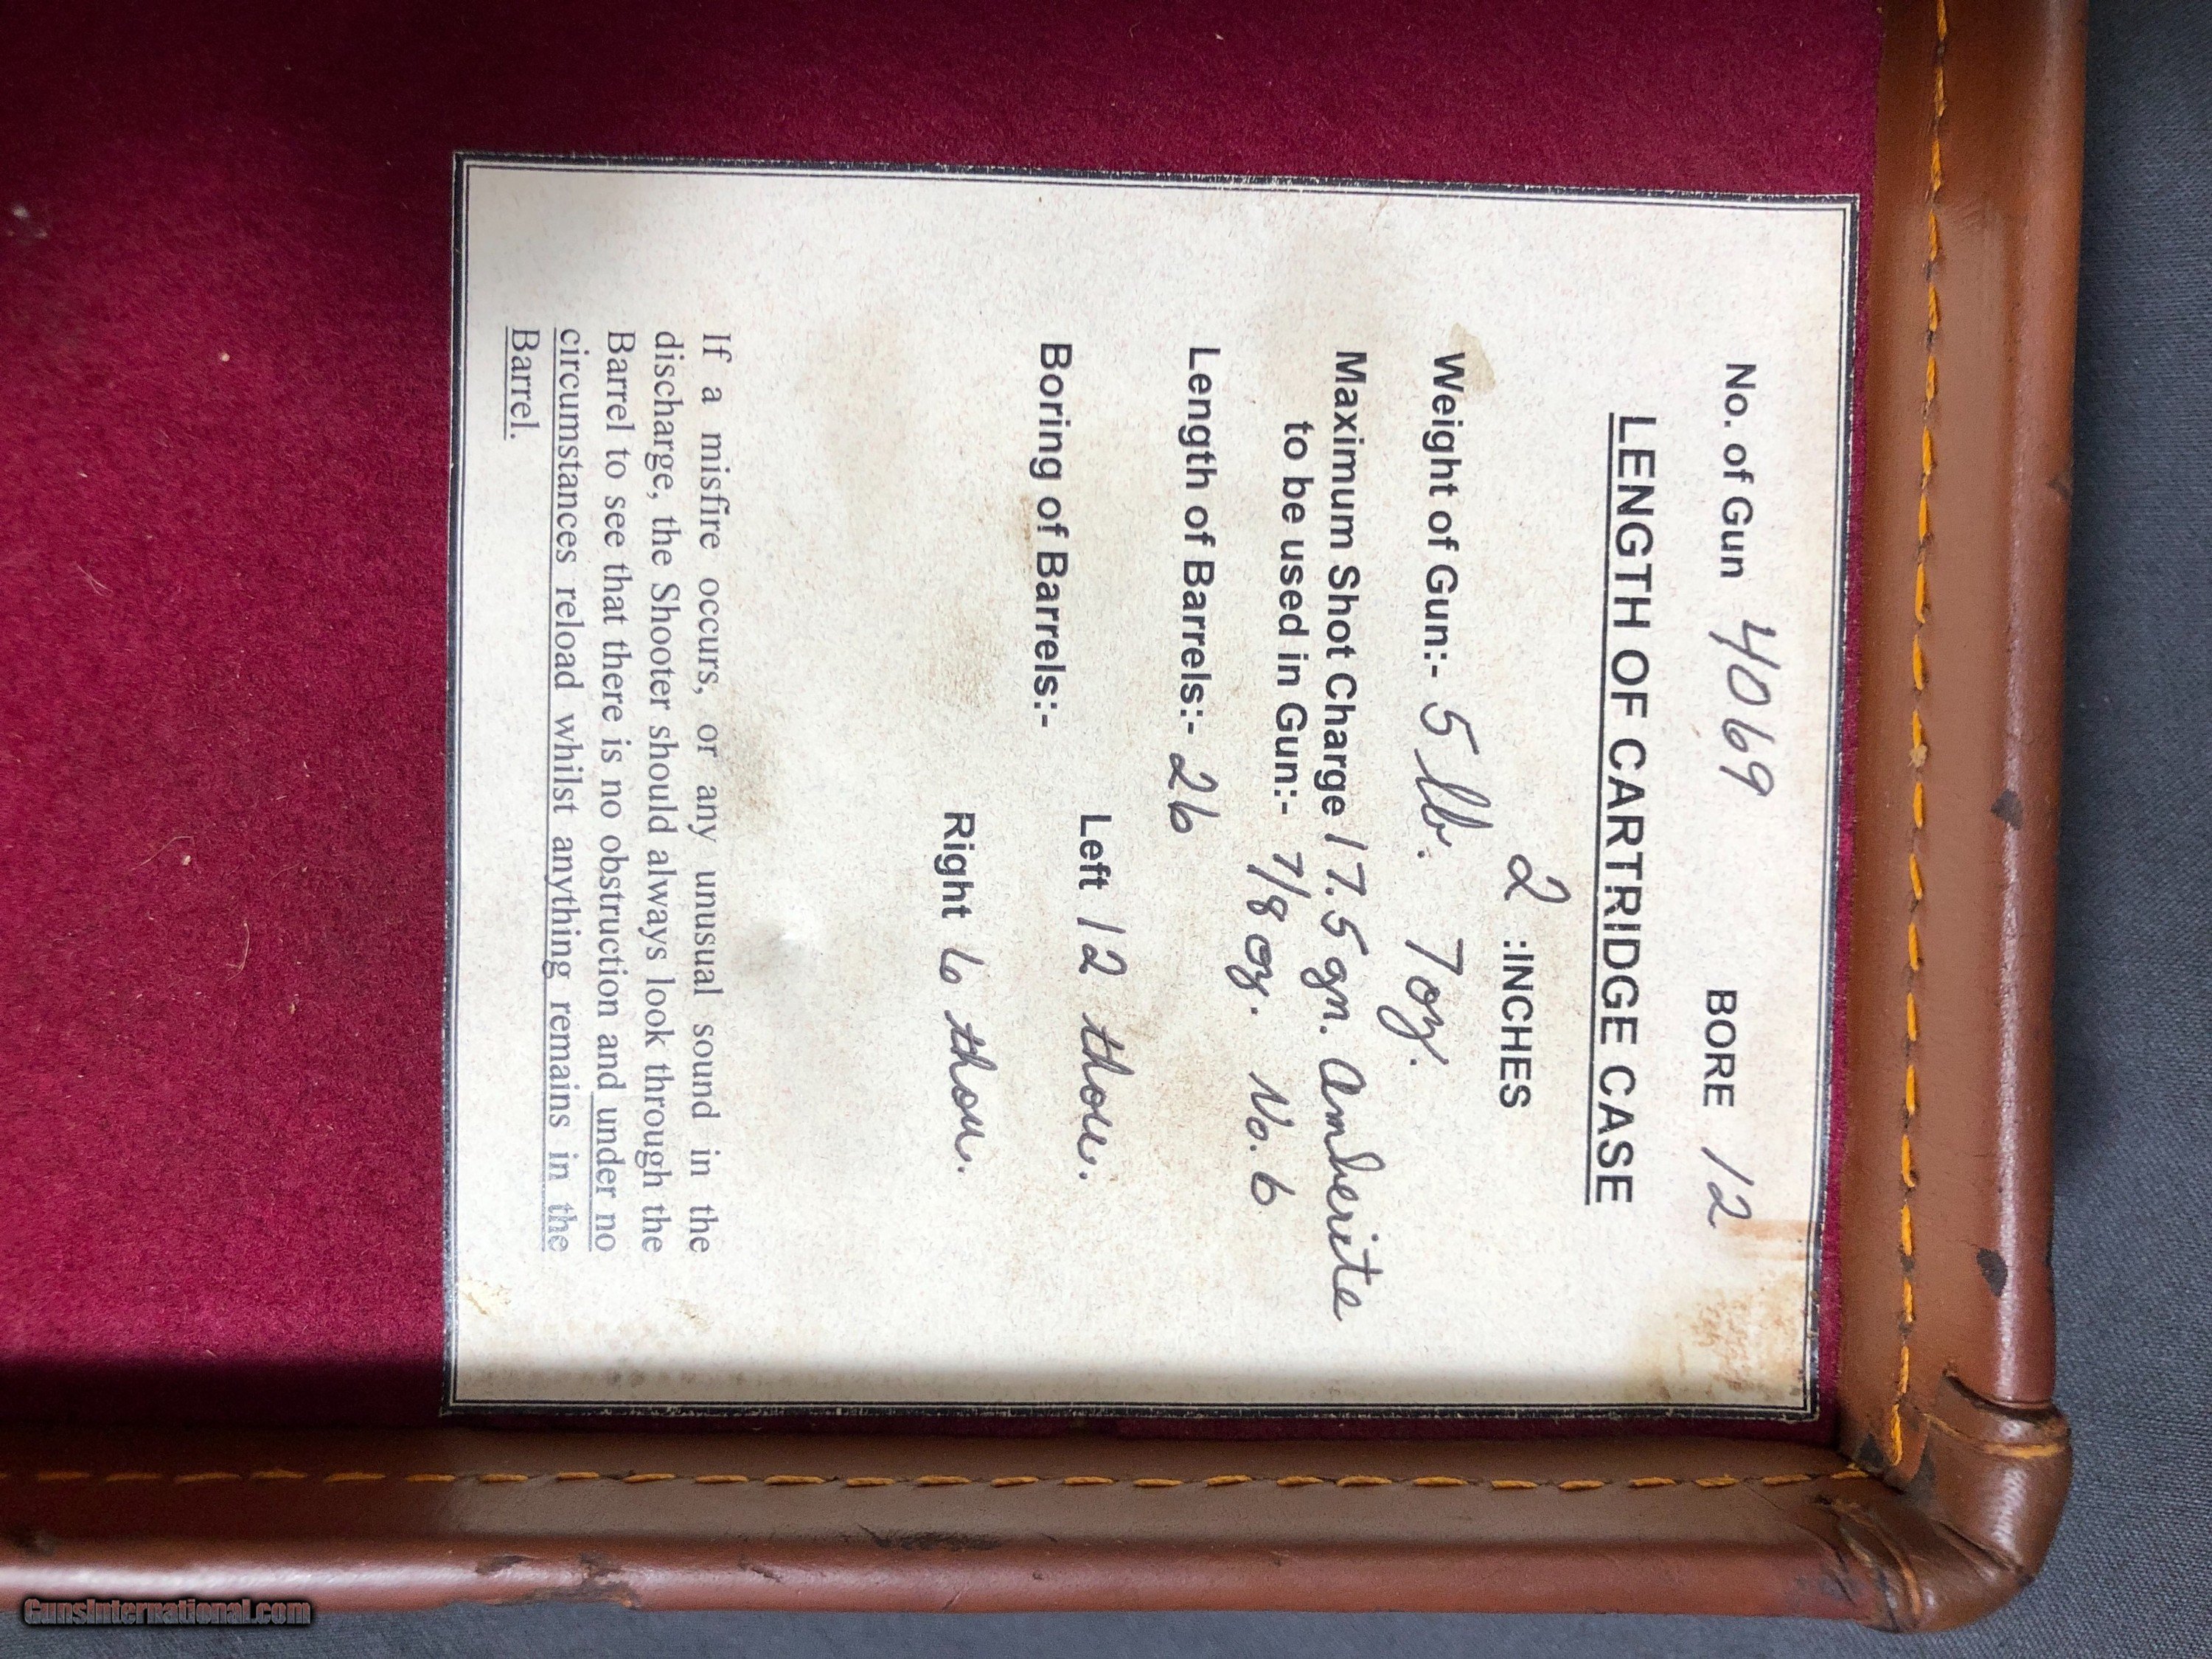 No. of Gun 4069 BORE 12
LENGTH OF CARTRIDGE CASE
2 :INCHES
Weight of Gun:- 5 lb. 7 oz.
Maximum Shot Charge 17.5 gn. Amberite
to be used in Gun:- 7/8 oz. No. 6
Length of Barrels:- 26
Left 12 thou.
Boring of Barrels:-
Right 6 thou.
If a misfire occurs, or any unusual sound in the
discharge, the Shooter should always look through the
Barrel to see that there is no obstruction and under no
circumstances reload whilst anything remains in the
Barrel.
GunsInternational.com